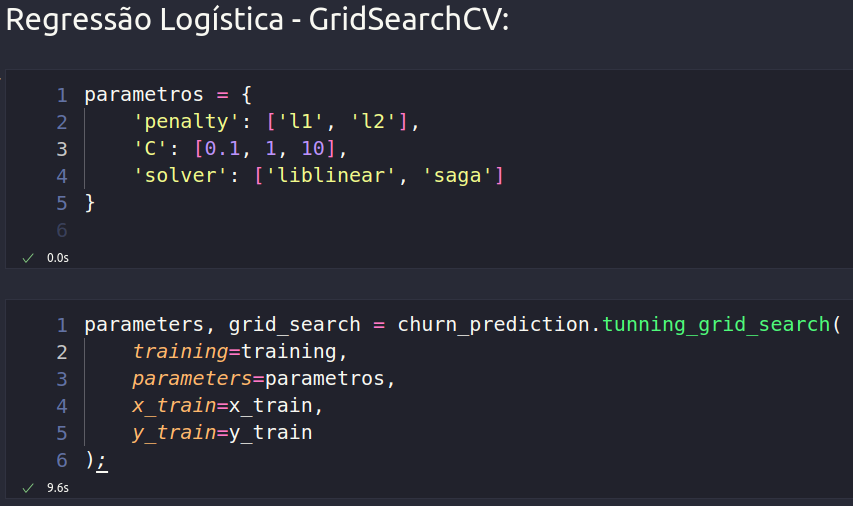 Regressão Logística - GridSearchCV:
1 parametros = {
2 'penalty': ['l1', 'l2'],
3 'C': [0.1, 1, 10],
4 'solver': ['liblinear', 'saga']
5 }
6
0.0s
1 parameters, grid_search = churn_prediction.tunning_grid_search(
2 training=training,
3 parameters=parametros,
4 x_train=x_train,
5 y_train=y_train
6 );
9.6s